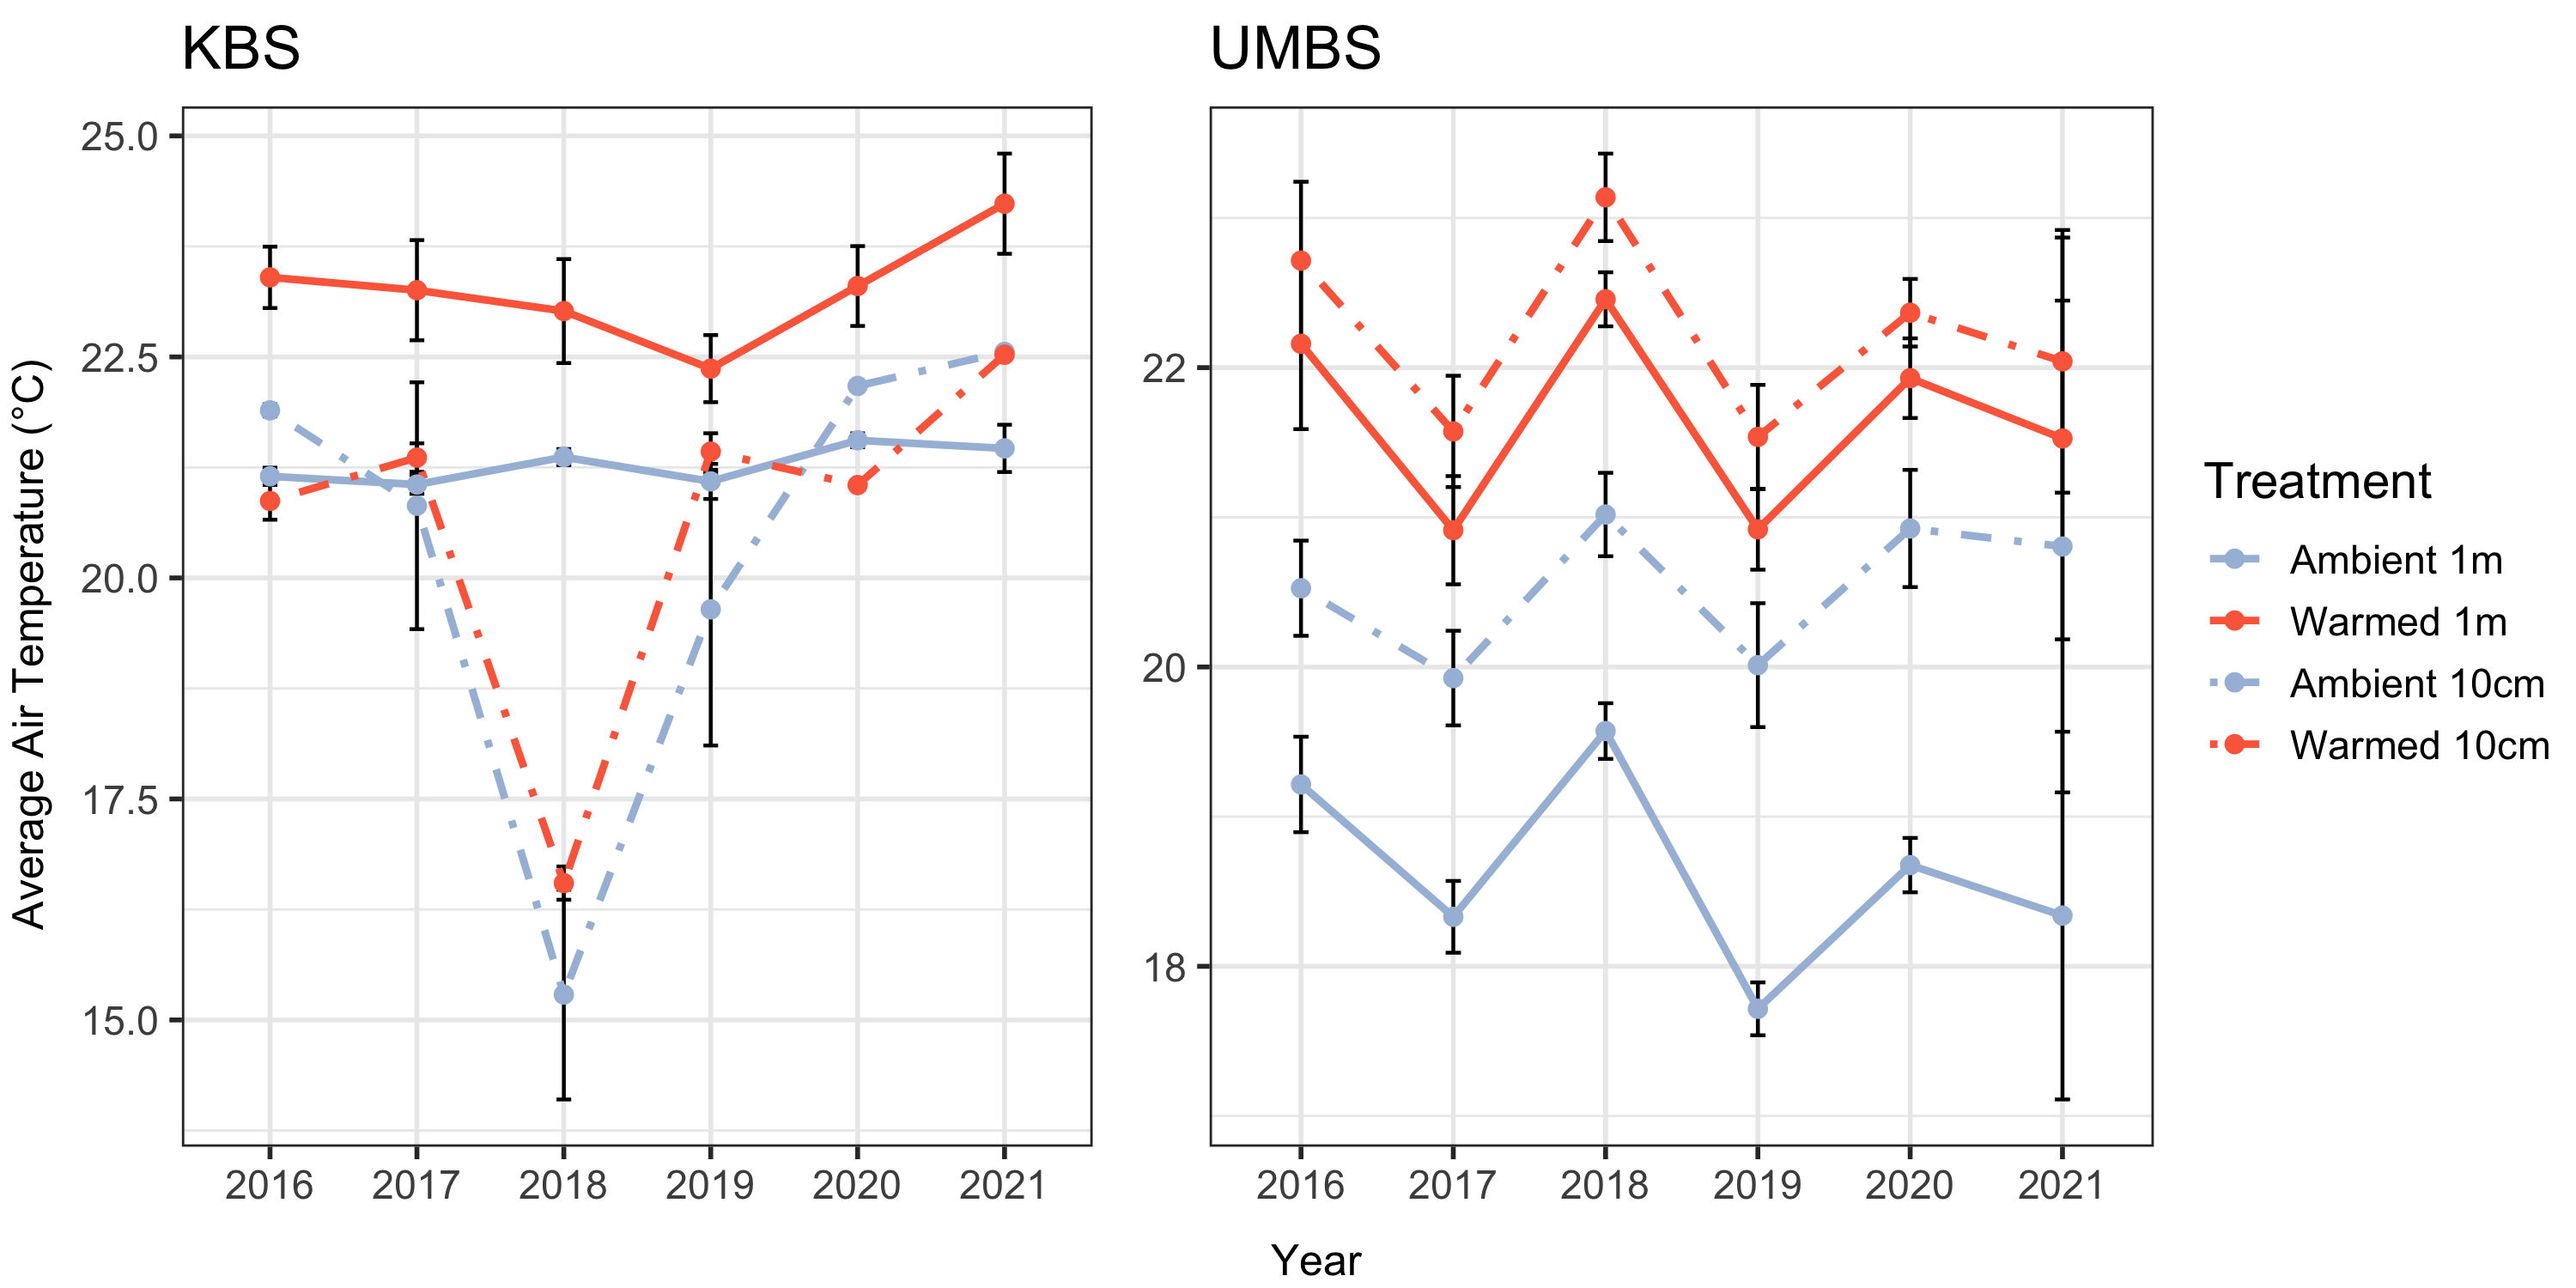 KBS
UMBS
Average Air Temperature (°C)
25.0
22.5
20.0
17.5
15.0
2016 2017 2018 2019 2020 2021
22
20
18
2016 2017 2018 2019 2020 2021
Year
Treatment
Ambient 1m
Warmed 1m
Ambient 10cm
Warmed 10cm